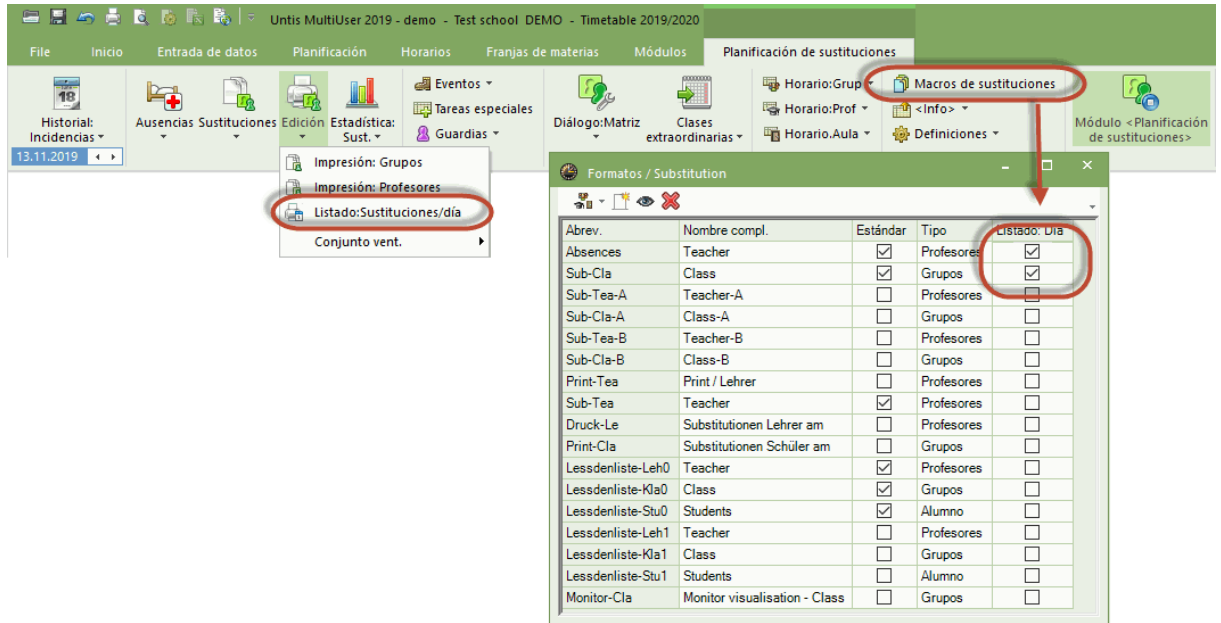 Untis MultiUser 2019 - demo - Test school DEMO - Timetable 2019/2020
File Inicio Entrada de datos Planificación Horarios Franjas de materias Módulos Planificación de sustituciones
18
Historial:
Incidencias
13.11.2019
Ausencias Sustituciones Edición Estadística:
Sust.
Eventos
Tareas especiales
Guardias
Diálogo:Matriz
Clases
extraordinarias
Horario:Grup
Horario:Prof
Horario.Aula
Macros de sustituciones
<Info>
Definiciones
Módulo <Planificación
de sustituciones>
Impresión: Grupos
Impresión: Profesores
Listado:Sustituciones/día
Conjunto vent.
Formatos / Substitution
Abrev. Nombre compl. Estándar Tipo Listado: Día
Absences Teacher Profesores
Sub-Cla Class Grupos
Sub-Tea-A Teacher-A Profesores
Sub-Cla-A Class-A Grupos
Sub-Tea-B Teacher-B Profesores
Sub-Cla-B Class-B Grupos
Print-Tea Print / Lehrer Profesores
Sub-Tea Teacher Profesores
Druck-Le Substitutionen Lehrer am Profesores
Print-Cla Substitutionen Schüler am Grupos
Lessdenliste-Leh0 Teacher Profesores
Lessdenliste-Kla0 Class Grupos
Lessdenliste-Stu0 Students Alumno
Lessdenliste-Leh1 Teacher Profesores
Lessdenliste-Kla1 Class Grupos
Lessdenliste-Stu1 Students Alumno
Monitor-Cla Monitor visualisation - Class Grupos